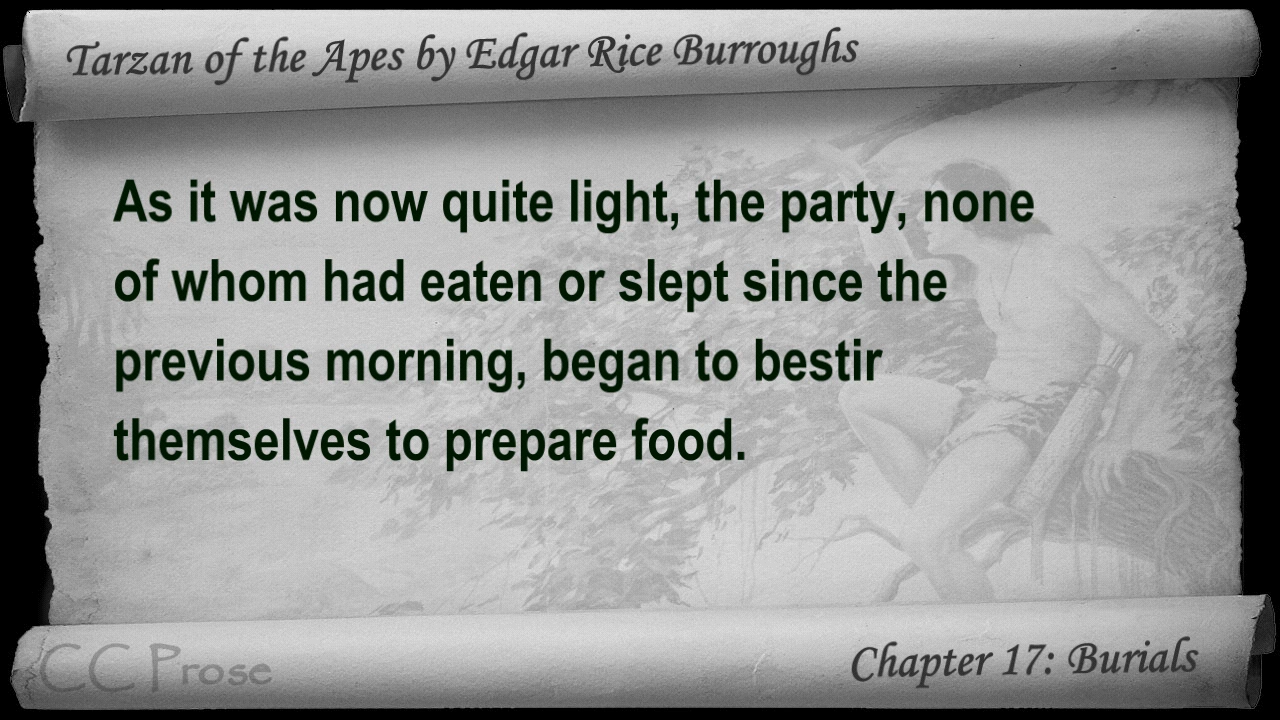 Tarzan of the Apes by Edgar Rice Burroughs
As it was now quite light, the party, none
of whom had eaten or slept since the
previous morning, began to bestir
themselves to prepare food.
CC Prose
Chapter 17: Burials